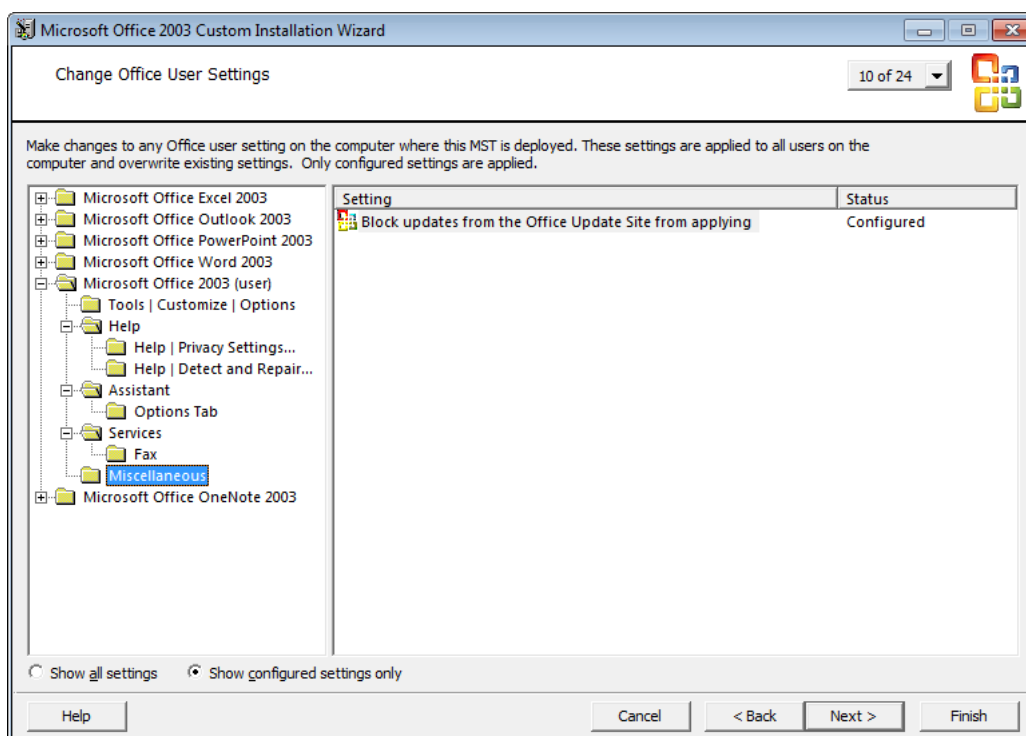 Microsoft Office 2003 Custom Installation Wizard
Change Office User Settings
10 of 24
Make changes to any Office user setting on the computer where this MST is deployed. These settings are applied to all users on the
computer and overwrite existing settings. Only configured settings are applied.
Microsoft Office Excel 2003
Microsoft Office Outlook 2003
Microsoft Office PowerPoint 2003
Microsoft Office Word 2003
Microsoft Office 2003 (user)
Tools | Customize | Options
Help
Help | Privacy Settings...
Help | Detect and Repair...
Assistant
Options Tab
Services
Fax
Miscellaneous
Microsoft Office OneNote 2003
Setting Status
Block updates from the Office Update Site from applying Configured
Show all settings Show configured settings only
Help Cancel < Back Next > Finish